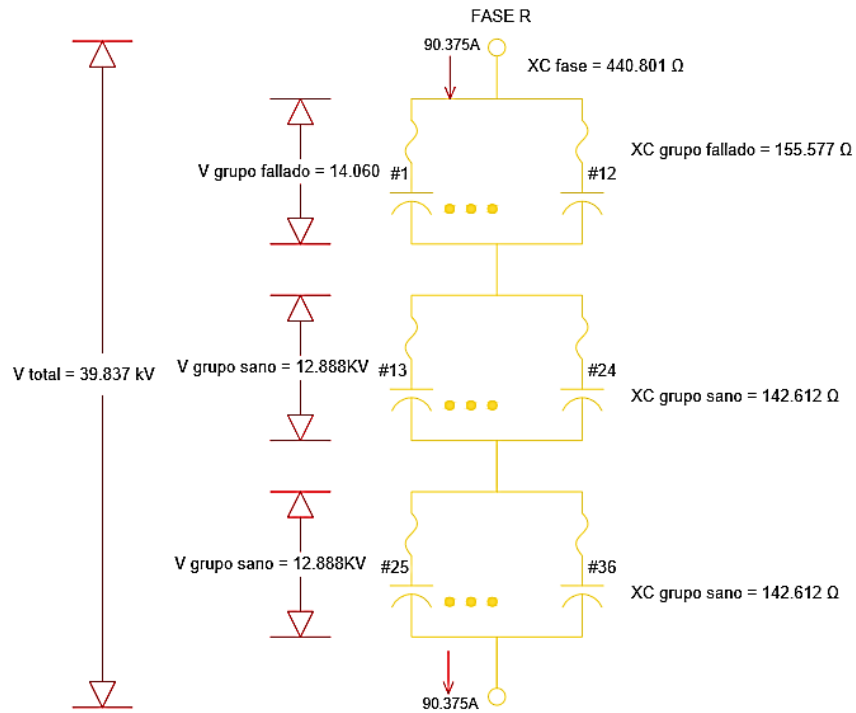 FASE R
90.375A
XC fase = 440.801 Ω
XC grupo fallado = 155.577 Ω
V grupo fallado = 14.060
#1
#12
V grupo sano = 12.888KV
#13
#24
V total = 39.837 kV
XC grupo sano = 142.612 Ω
V grupo sano = 12.888KV
#25
#36
XC grupo sano = 142.612 Ω
90.375A